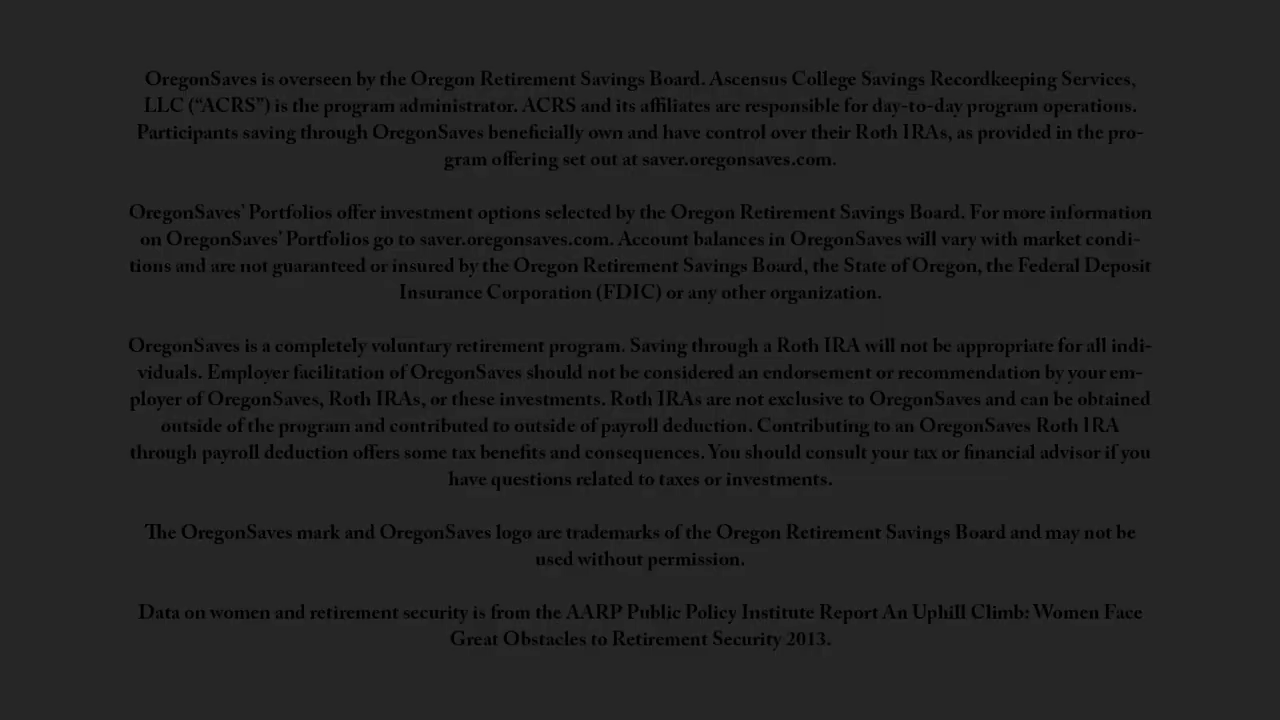 OregonSaves is overseen by the Oregon Retirement Savings Board. Ascensus College Savings Recordkeeping Services,
LLC (“ACRS”) is the program administrator. ACRS and its affiliates are responsible for day-to-day program operations.
Participants saving through OregonSaves beneficially own and have control over their Roth IRAs, as provided in the pro-
gram offering set out at saver.oregonsaves.com.
OregonSaves’ Portfolios offer investment options selected by the Oregon Retirement Savings Board. For more information
on OregonSaves’ Portfolios go to saver.oregonsaves.com. Account balances in OregonSaves will vary with market condi-
tions and are not guaranteed or insured by the Oregon Retirement Savings Board, the State of Oregon, the Federal Deposit
Insurance Corporation (FDIC) or any other organization.
OregonSaves is a completely voluntary retirement program. Saving through a Roth IRA will not be appropriate for all indi-
viduals. Employer facilitation of OregonSaves should not be considered an endorsement or recommendation by your em-
ployer of OregonSaves, Roth IRAs, or these investments. Roth IRAs are not exclusive to OregonSaves and can be obtained
outside of the program and contributed to outside of payroll deduction. Contributing to an OregonSaves Roth IRA
through payroll deduction offers some tax benefits and consequences. You should consult your tax or financial advisor if you
have questions related to taxes or investments.
The OregonSaves mark and OregonSaves logo are trademarks of the Oregon Retirement Savings Board and may not be
used without permission.
Data on women and retirement security is from the AARP Public Policy Institute Report An Uphill Climb: Women Face
Great Obstacles to Retirement Security 2013.